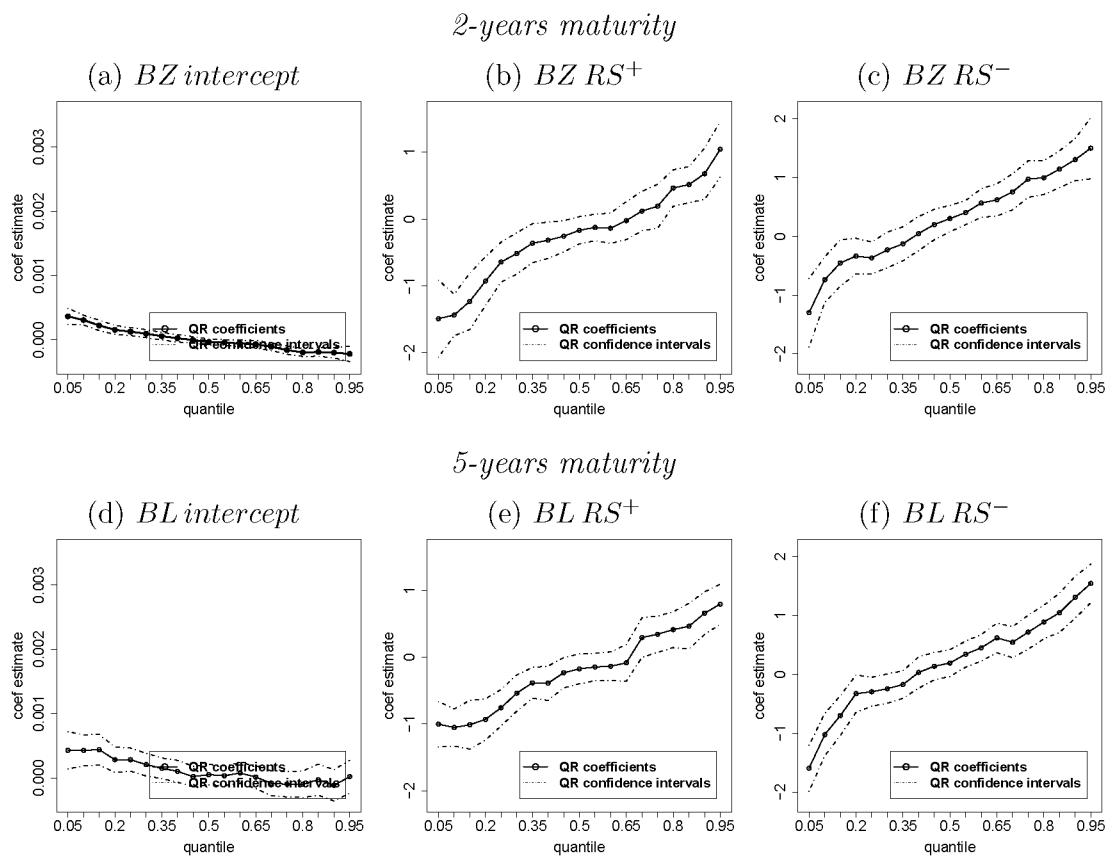 2-years maturity
(a) BZ intercept
(b) BZ RS⁺
(c) BZ RS⁻
coef estimate
0.003
0.002
0.001
0.000
QR coefficients
QR confidence intervals
0.05 0.2 0.35 0.5 0.65 0.8 0.95
quantile
coef estimate
1
0
-1
-2
QR coefficients
QR confidence intervals
0.05 0.2 0.35 0.5 0.65 0.8 0.95
quantile
coef estimate
2
1
0
-1
-2
QR coefficients
QR confidence intervals
0.05 0.2 0.35 0.5 0.65 0.8 0.95
quantile
5-years maturity
(d) BL intercept
(e) BL RS⁺
(f) BL RS⁻
coef estimate
0.003
0.002
0.001
0.000
QR coefficients
QR confidence intervals
0.05 0.2 0.35 0.5 0.65 0.8 0.95
quantile
coef estimate
1
0
-1
-2
QR coefficients
QR confidence intervals
0.05 0.2 0.35 0.5 0.65 0.8 0.95
quantile
coef estimate
2
1
0
-1
-2
QR coefficients
QR confidence intervals
0.05 0.2 0.35 0.5 0.65 0.8 0.95
quantile